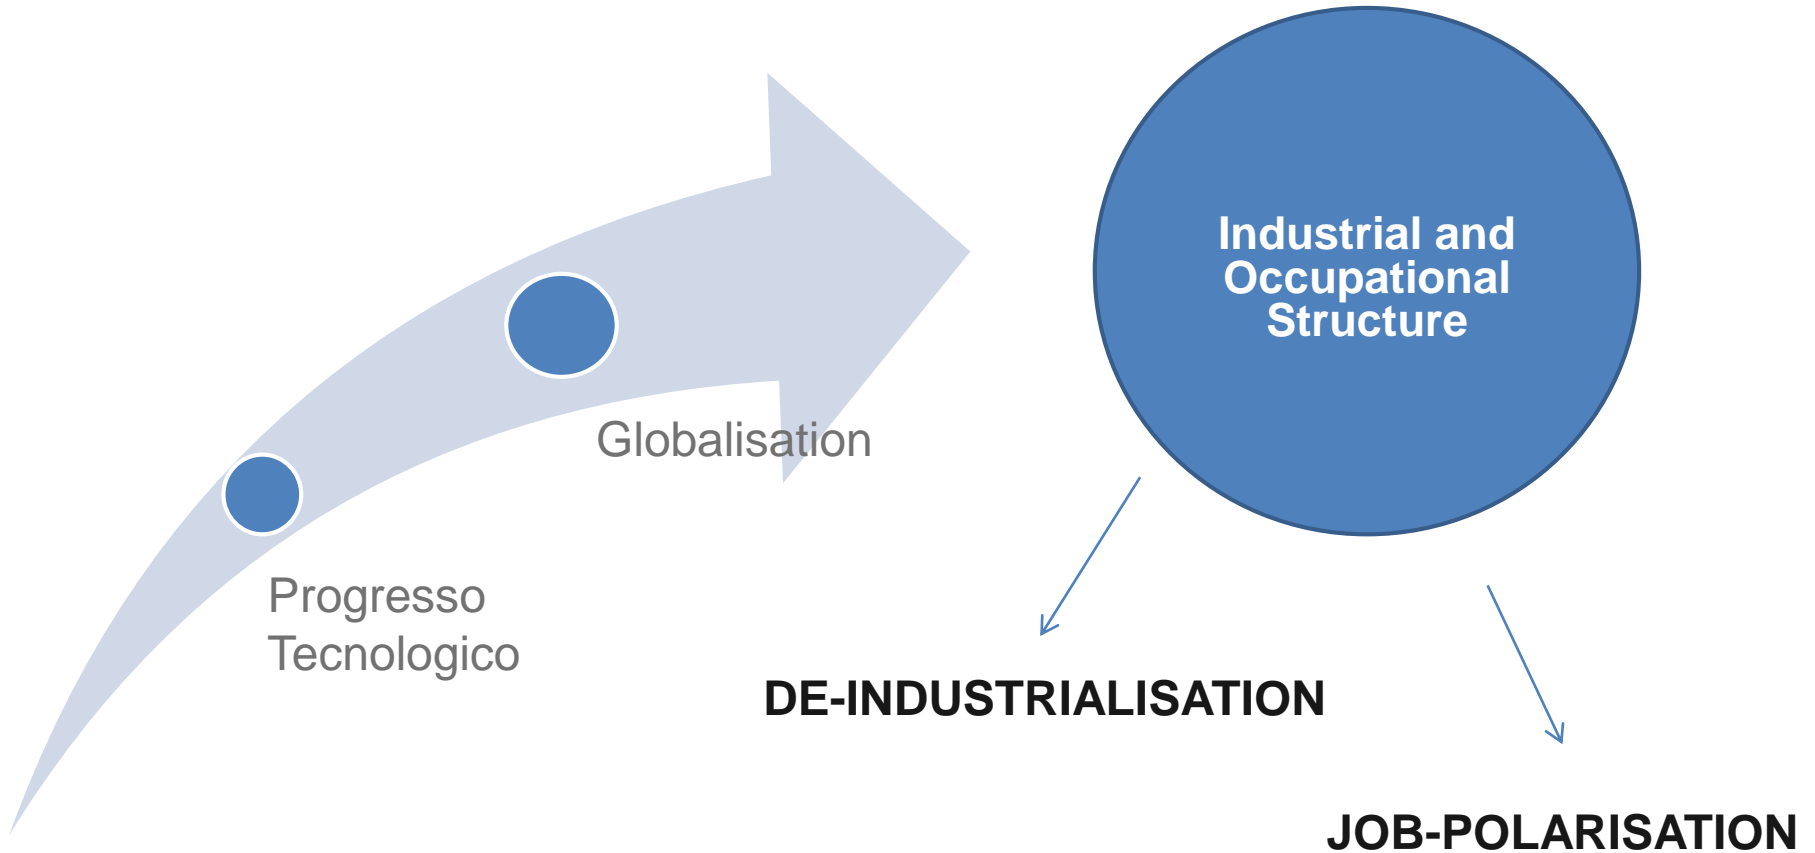 Industrial and
Occupational
Structure
Globalisation
Progresso
Tecnologico
DE-INDUSTRIALISATION
JOB-POLARISATION